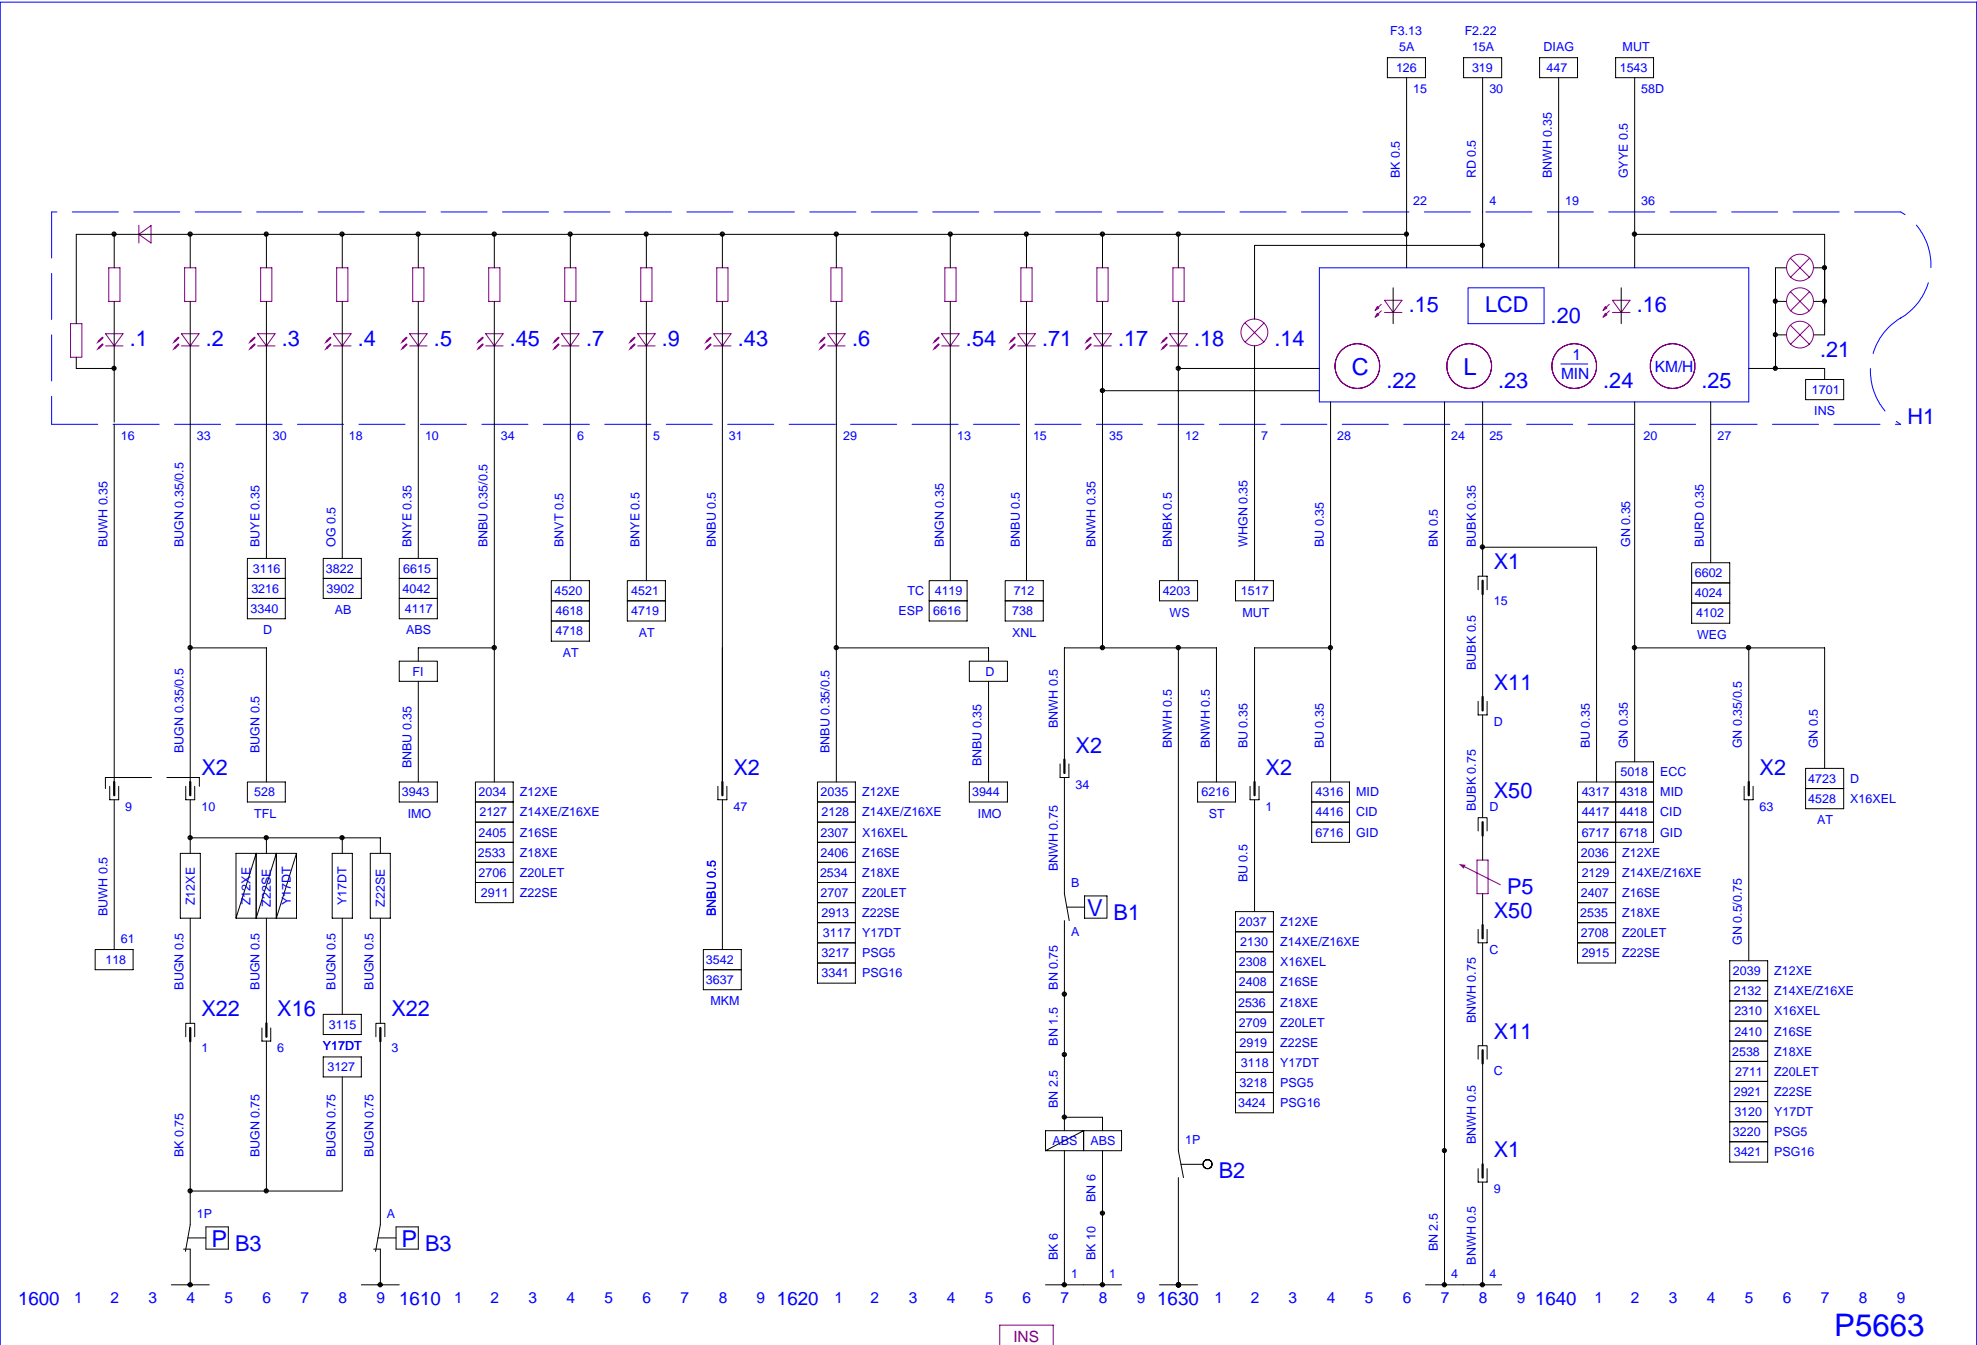 F3.13 F2.22
5A 15A DIAG MUT
126 319 447 1543
15 30 58D
BK 0.5 RD 0.5 BNWH 0.35 GYYE 0.5
22 4 19 36
.15 LCD .20 .16
.1 .2 .3 .4 .5 .45 .7 .9 .43 .6 .54 .71 .17 .18 .14 .21
C .22 L .23 1 MIN .24 KM/H .25
1701
INS
H1
16 33 30 18 10 34 6 5 31 29 13 15 35 12 7 28 24 25 20 27
BUWH 0.35 BUGN 0.35/0.5 BUYE 0.35 OG 0.5 BNYE 0.35 BNBU 0.35/0.5 BNVT 0.5 BNYE 0.5 BNBU 0.5 BNBU 0.35/0.5 BNGN 0.35 BNBU 0.5 BNWH 0.35 BNBK 0.5 WHGN 0.35 BU 0.35 BN 0.5 BUBK 0.35 GN 0.35 BURD 0.35
3116
3216
3340
D
3822
3902
AB
6615
4042
4117
ABS
4520
4618
4718
AT
4521
4719
AT
TC 4119
ESP 6616
712
738
XNL
4203
WS
1517
MUT
X1
15
6602
4024
4102
WEG
BUGN 0.35/0.5 BUGN 0.5
FI
BNBU 0.35
D
BNBU 0.35
BNWH 0.5 BNWH 0.5 BNWH 0.5 BU 0.35 BU 0.35
BUBK 0.5
X11
D
BUBK 0.75
BU 0.35 GN 0.35 GN 0.35/0.5 GN 0.5
9
X2
10
528
TFL
3943
IMO
2034 Z12XE
2127 Z14XE/Z16XE
2405 Z16SE
2533 Z18XE
2706 Z20LET
2911 Z22SE
X2
47
BNBU 0.5
3542
3637
MKM
2035 Z12XE
2128 Z14XE/Z16XE
2307 X16XEL
2406 Z16SE
2534 Z18XE
2707 Z20LET
2913 Z22SE
3117 Y17DT
3217 PSG5
3341 PSG16
3944
IMO
X2
34
BNWH 0.75
B
V B1
A
BN 0.75
BN 1.5
BN 2.5
ABS ABS
BN 6
BK 6 BK 10
1 1
6216
ST
X2
1
BU 0.5
2037 Z12XE
2130 Z14XE/Z16XE
2308 X16XEL
2408 Z16SE
2536 Z18XE
2709 Z20LET
2919 Z22SE
3118 Y17DT
3218 PSG5
3424 PSG16
1P
B2
4316 MID
4416 CID
6716 GID
X50
D
P5
X50
C
BNWH 0.75
X11
C
BNWH 0.5
X1
9
BN 2.5 BNWH 0.5
4 4
5018 ECC
4317 4318 MID
4417 4418 CID
6717 6718 GID
2036 Z12XE
2129 Z14XE/Z16XE
2407 Z16SE
2535 Z18XE
2708 Z20LET
2915 Z22SE
X2
63
GN 0.5/0.75
4723 D
4528 X16XEL
AT
2039 Z12XE
2132 Z14XE/Z16XE
2310 X16XEL
2410 Z16SE
2538 Z18XE
2711 Z20LET
2921 Z22SE
3120 Y17DT
3220 PSG5
3421 PSG16
BUWH 0.5
61
118
Z12XE Z12XE Z22SE Y17DT Y17DT Z22SE
BUGN 0.5 BUGN 0.5 BUGN 0.5 BUGN 0.5
X22
1
X16
6
3115
Y17DT
3127
X22
3
BK 0.75 BUGN 0.75 BUGN 0.75 BUGN 0.75
1P
P B3
A
P B3
1600 1 2 3 4 5 6 7 8 9 1610 1 2 3 4 5 6 7 8 9 1620 1 2 3 4 5 6 7 8 9 1630 1 2 3 4 5 6 7 8 9 1640 1 2 3 4 5 6 7 8 9
INS
P5663